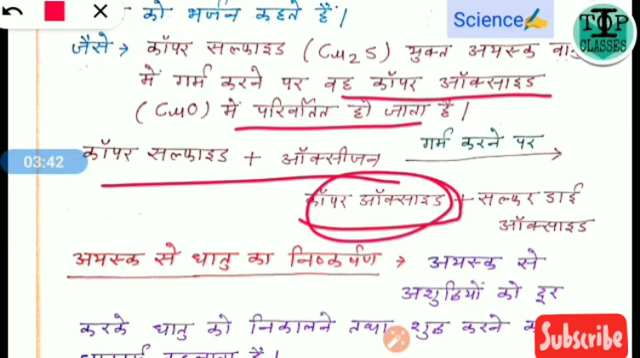 को भर्जन कहते हैं।
Science
TOP CLASSES
जैसे → कॉपर सल्फाइड (Cu2S) युक्त अयस्क
में गर्म करने पर वह कॉपर ऑक्साइड
(CuO) में परिवर्तित हो जाता है।
03:42
कॉपर सल्फाइड + ऑक्सीजन गर्म करने पर →
कॉपर ऑक्साइड + सल्फर डाई
ऑक्साइड
अयस्क से धातु का निष्कर्षण → अयस्क से
अशुद्धियों को दूर
करके धातु को निकालने तथा शुद्ध करने
Subscribe